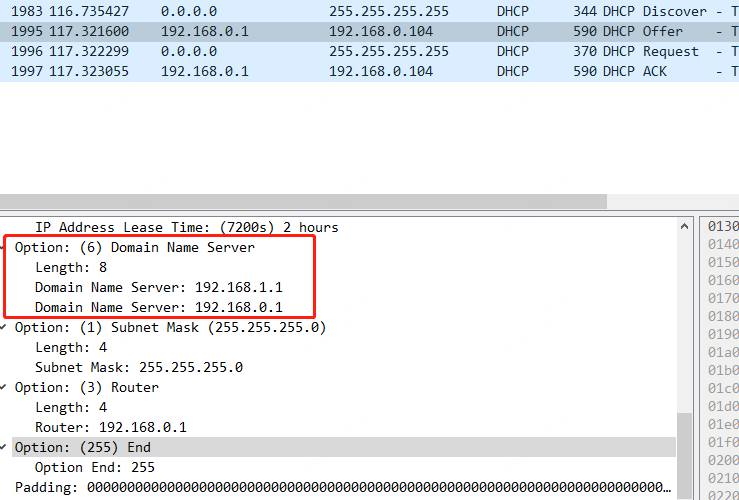 1983 116.735427 0.0.0.0 255.255.255.255 DHCP 344 DHCP Discover - T
1995 117.321600 192.168.0.1 192.168.0.104 DHCP 590 DHCP Offer - T
1996 117.322299 0.0.0.0 255.255.255.255 DHCP 370 DHCP Request - T
1997 117.323055 192.168.0.1 192.168.0.104 DHCP 590 DHCP ACK - T
IP Address Lease Time: (7200s) 2 hours
Option: (6) Domain Name Server
Length: 8
Domain Name Server: 192.168.1.1
Domain Name Server: 192.168.0.1
Option: (1) Subnet Mask (255.255.255.0)
Length: 4
Subnet Mask: 255.255.255.0
Option: (3) Router
Length: 4
Router: 192.168.0.1
Option: (255) End
Option End: 255
Padding: 000000000000000000000000000000000000000000000000000000000000000000000000…
0130
0140
0150
0160
0170
0180
0190
01a0
01b0
01c0
01d0
01e0
01f0
0200
0210
0220